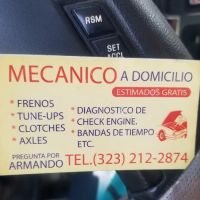 RSM
SET
ACCL
MECANICO A DOMICILIO
ESTIMADOS GRATIS
* FRENOS
* TUNE-UPS
* CLOTCHES
* AXLES
* DIAGNOSTICO DE
* CHECK ENGINE.
* BANDAS DE TIEMPO
ETC.
PREGUNTA POR
ARMANDO
TEL.(323) 212-2874